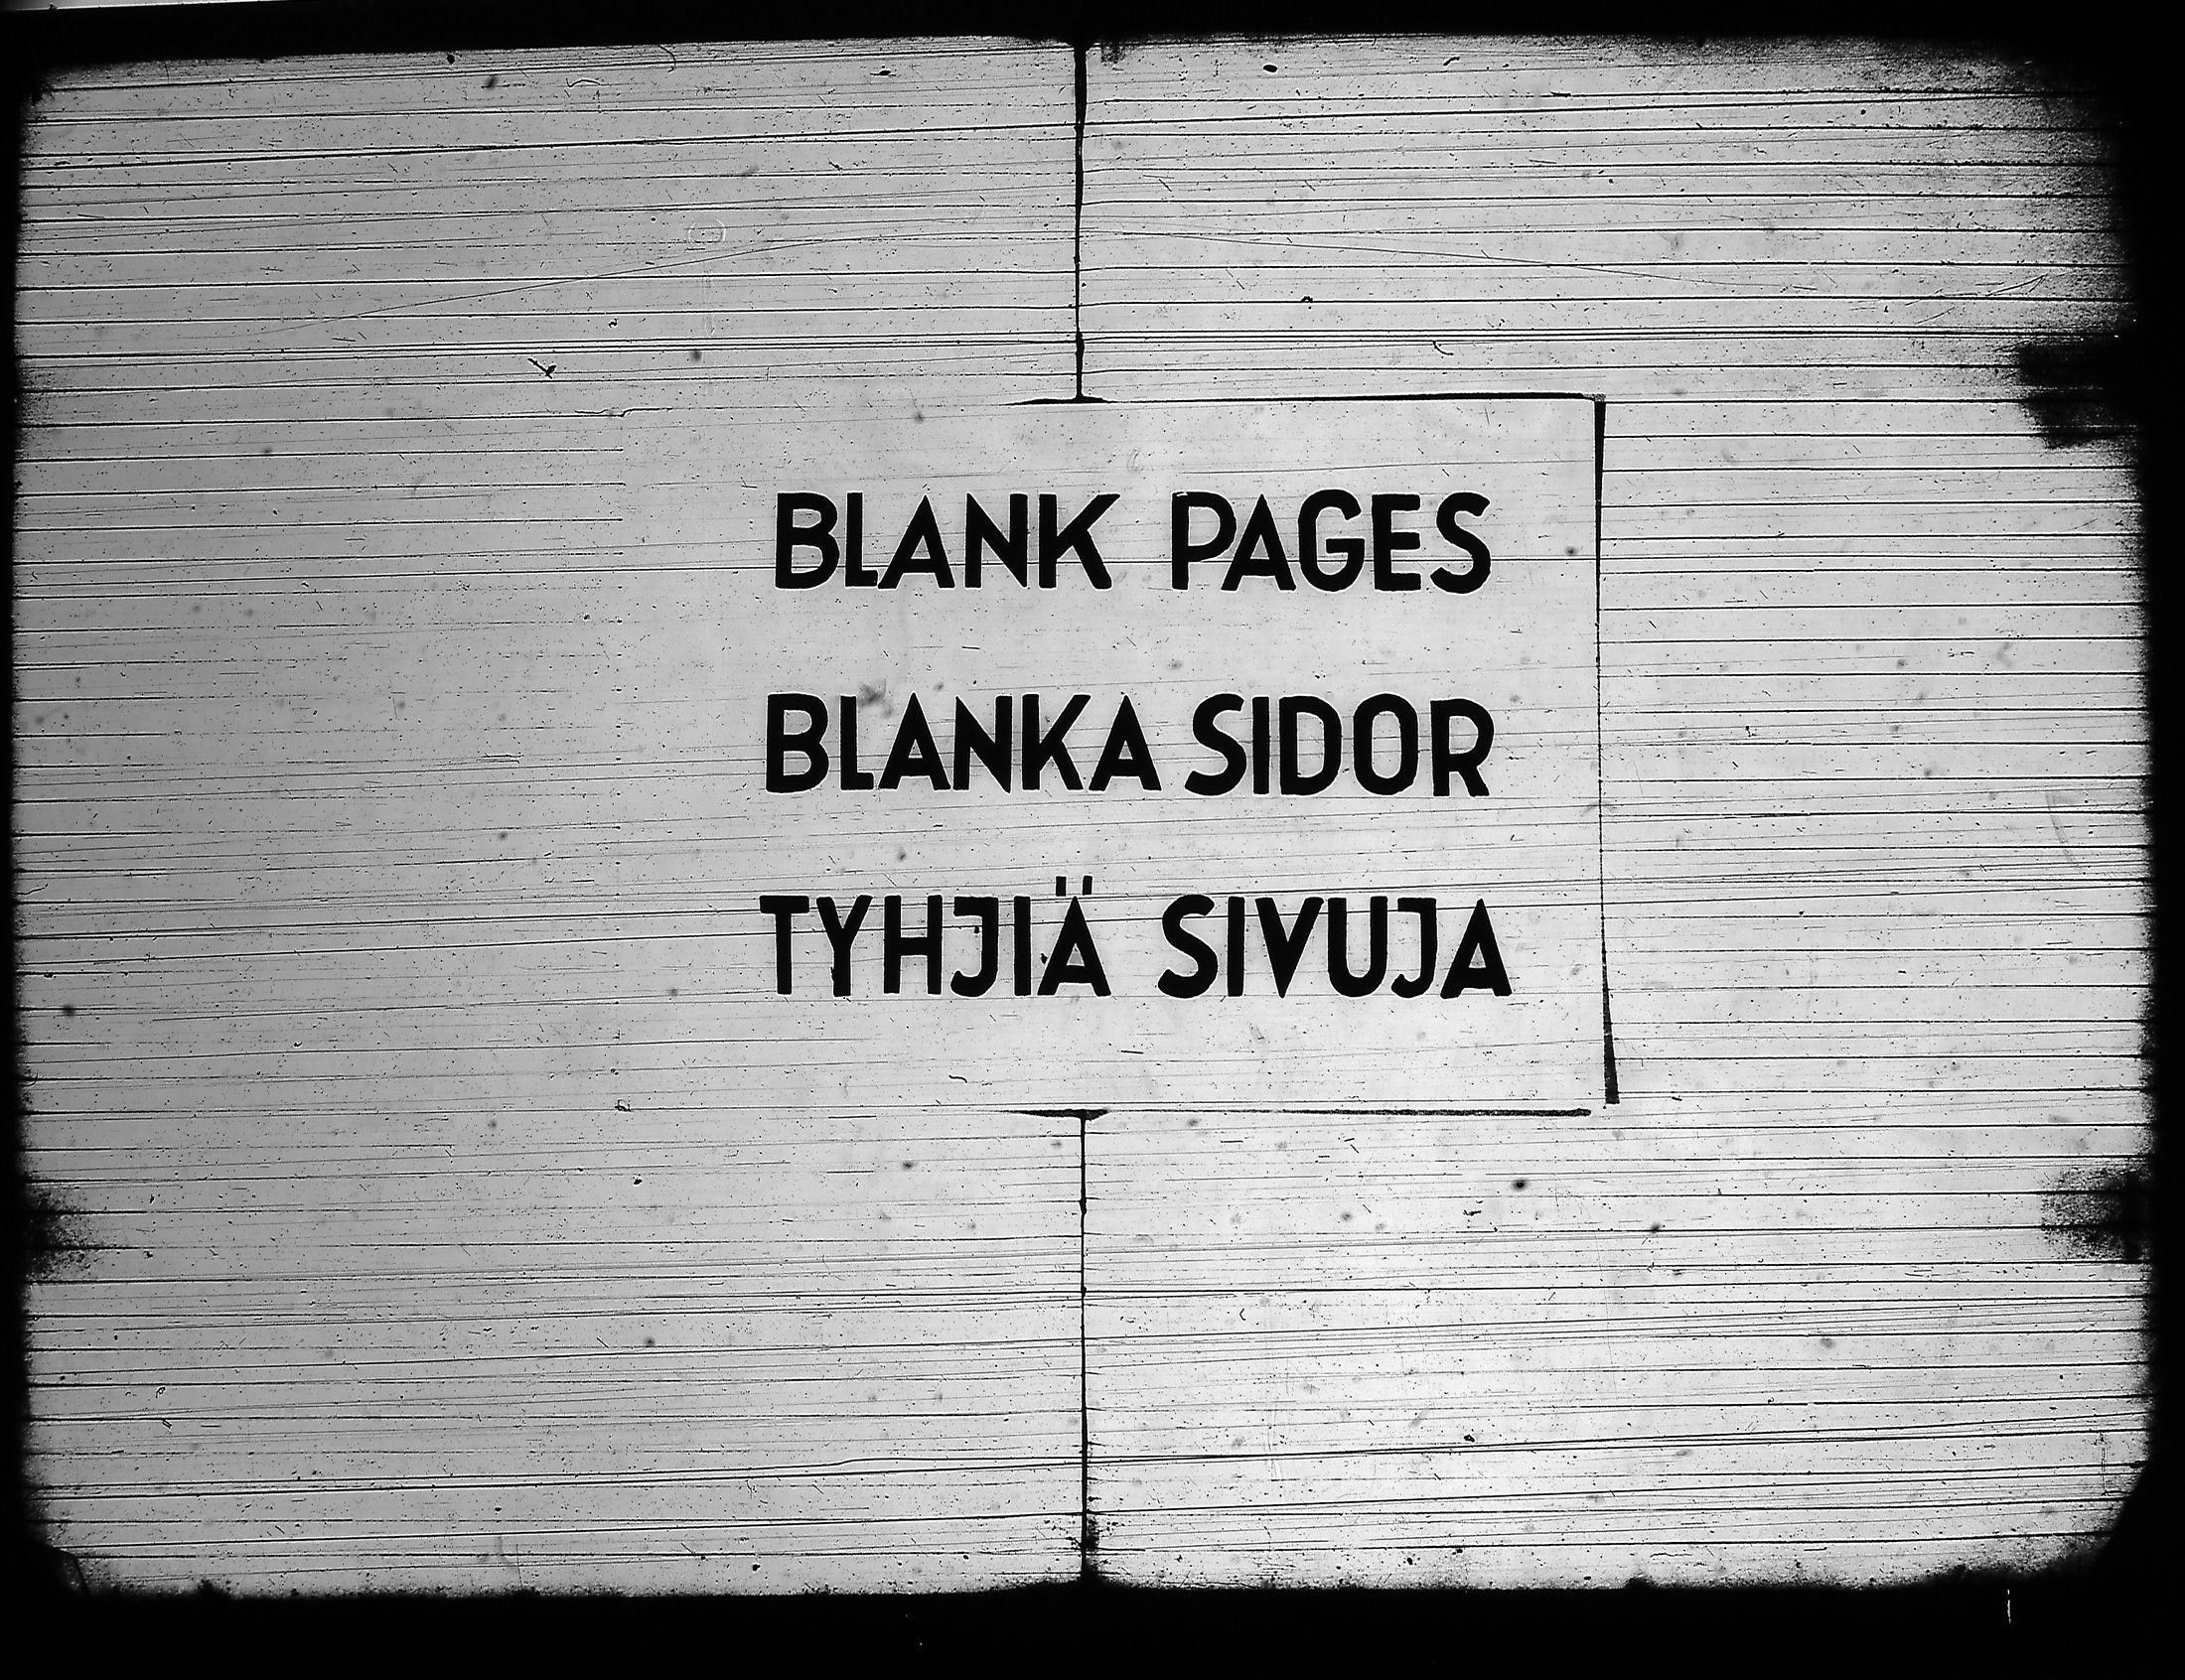 BLANK PAGES
BLANKA SIDOR
TYHJIÄ SIVUJA